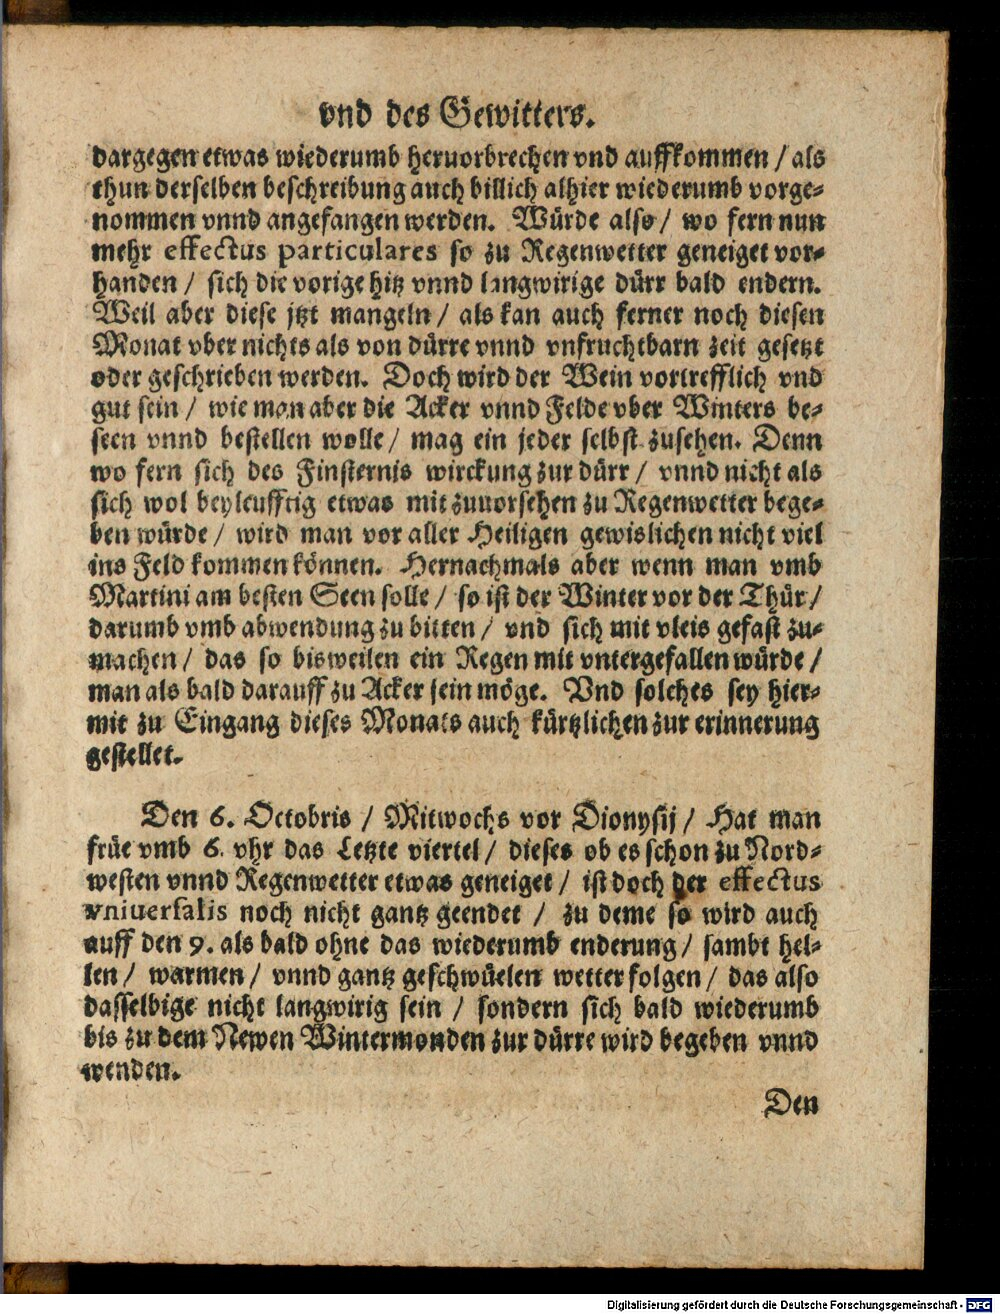 vnd des Gewitters.
dargegen etwas wiederumb heruorbrechen vnd auffkommen / als
thun derselben beschreibung auch billich alhier wiederumb vorge-
nommen vnnd angefangen werden. Würde also / wo fern nun
mehr effectus particulares so zu Regenwetter geneiget vor-
handen / sich die vorige hitz vnnd langwirige dürr bald endern.
Weil aber diese jtzt mangeln / als kan auch ferner noch diesen
Monat vber nichts als von dürre vnnd vnfruchtbarn zeit gesetzt
oder geschrieben werden. Doch wird der Wein vortrefflich vnd
gut sein / wie man aber die Acker vnnd Felde vber Winters be-
seen vnnd bestellen wolle / mag ein jeder selbst zusehen. Denn
wo fern sich des Finsternis wirckung zur dürr / vnnd nicht als
sich wol beyleufftig etwas mit zuuorsehen zu Regenwetter bege-
ben würde / wird man vor aller Heiligen gewislichen nicht viel
ins Feld kommen können. Hernachmals aber wenn man vmb
Martini am besten Seen solle / so ist der Winter vor der Thür /
darumb vmb abwendung zu bitten / vnd sich mit vleis gefast zu-
machen / das so bisweilen ein Regen mit vntergefallen würde /
man als bald darauff zu Acker sein möge. Vnd solches sey hier-
mit zu Eingang dieses Monats auch kürtzlichen zur erinnerung
gestellet.
Den 6. Octobris / Mitwochs vor Dionysij / Hat man
früe vmb 6. vhr das Letzte viertel / dieses ob es schon zu Nord-
westen vnnd Regenwetter etwas geneiget / ist doch der effectus
vniuersalis noch nicht gantz geendet / zu deme so wird auch
auff den 9. als bald ohne das wiederumb enderung / sambt hel-
len / warmen / vnnd gantz geschwüelen wetter folgen / das also
dasselbige nicht langwirig sein / sondern sich bald wiederumb
bis zu dem Newen Wintermonden zur dürre wird begeben vnnd
wenden.
Den
Digitalisierung gefördert durch die Deutsche Forschungsgemeinschaft - DFG